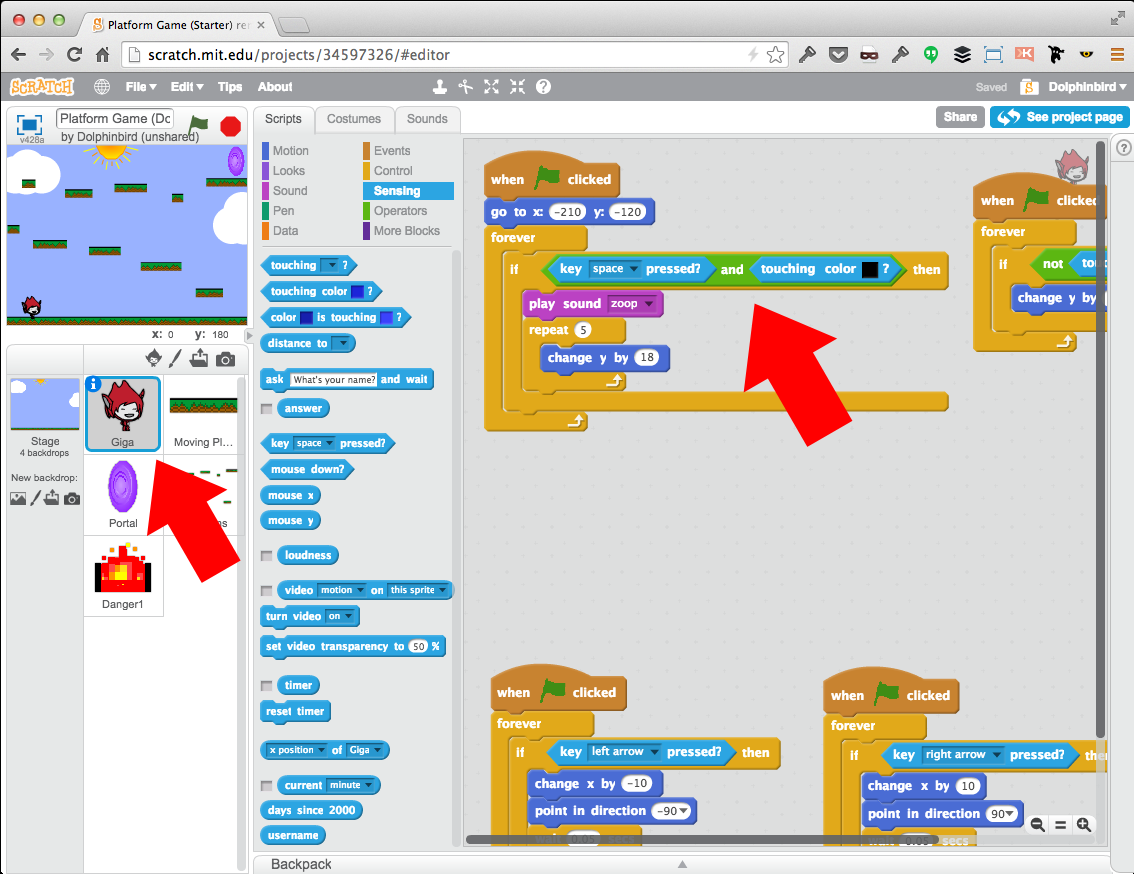 Platform Game (Starter) re
scratch.mit.edu/projects/34597326/#editor
SCRATCH
File Edit Tips About
Saved
Dolphinbird
v428a
Platform Game (Do
by Dolphinbird (unshared)
Scripts Costumes Sounds
Share
See project page
Motion
Looks
Sound
Pen
Data
Events
Control
Sensing
Operators
More Blocks
touching ?
touching color ?
color is touching ?
distance to
ask What's your name? and wait
answer
key space pressed?
mouse down?
mouse x
mouse y
loudness
video motion on this sprite
turn video on
set video transparency to 50 %
timer
reset timer
x position of Giga
current minute
days since 2000
username
x: 0 y: 180
Stage
4 backdrops
New backdrop:
Giga
Moving Pl...
Portal
Danger1
when clicked
go to x: -210 y: -120
forever
if key space pressed? and touching color ? then
play sound zoop
repeat 5
change y by 18
when clicked
forever
if not
change y by
when clicked
forever
if key left arrow pressed? then
change x by -10
point in direction -90
when clicked
forever
if key right arrow pressed?
change x by 10
point in direction 90
secs
Backpack